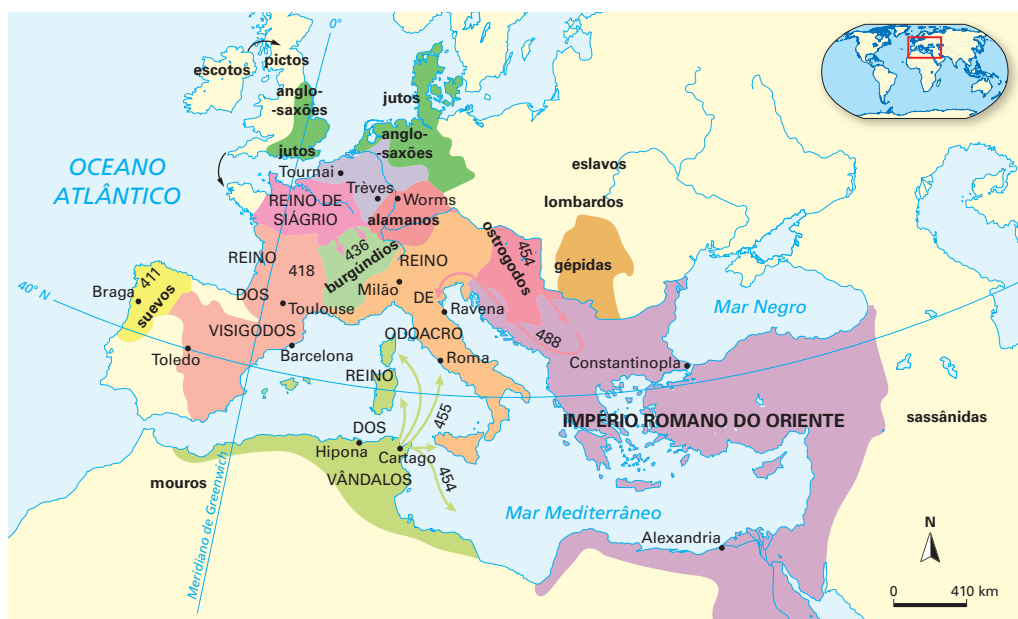 0°
escotos
pictos
anglo-
-saxões
jutos
jutos
anglo-
-saxões
OCEANO
ATLÂNTICO
Tournai
Trèves
Worms
REINO DE
SIÁGRIO
alamanos
eslavos
lombardos
ostrogodos
454
gépidas
436
burgúndios
REINO
DOS
VISIGODOS
418
Toulouse
REINO
DE
ODOACRO
Milão
Ravena
Roma
411
Braga
suevos
40° N
Toledo
Barcelona
488
Mar Negro
Constantinopla
IMPÉRIO ROMANO DO ORIENTE
sassânidas
REINO
DOS
VÂNDALOS
Hipona
Cartago
455
454
mouros
Meridiano de Greenwich
Mar Mediterrâneo
Alexandria
N
0
410 km